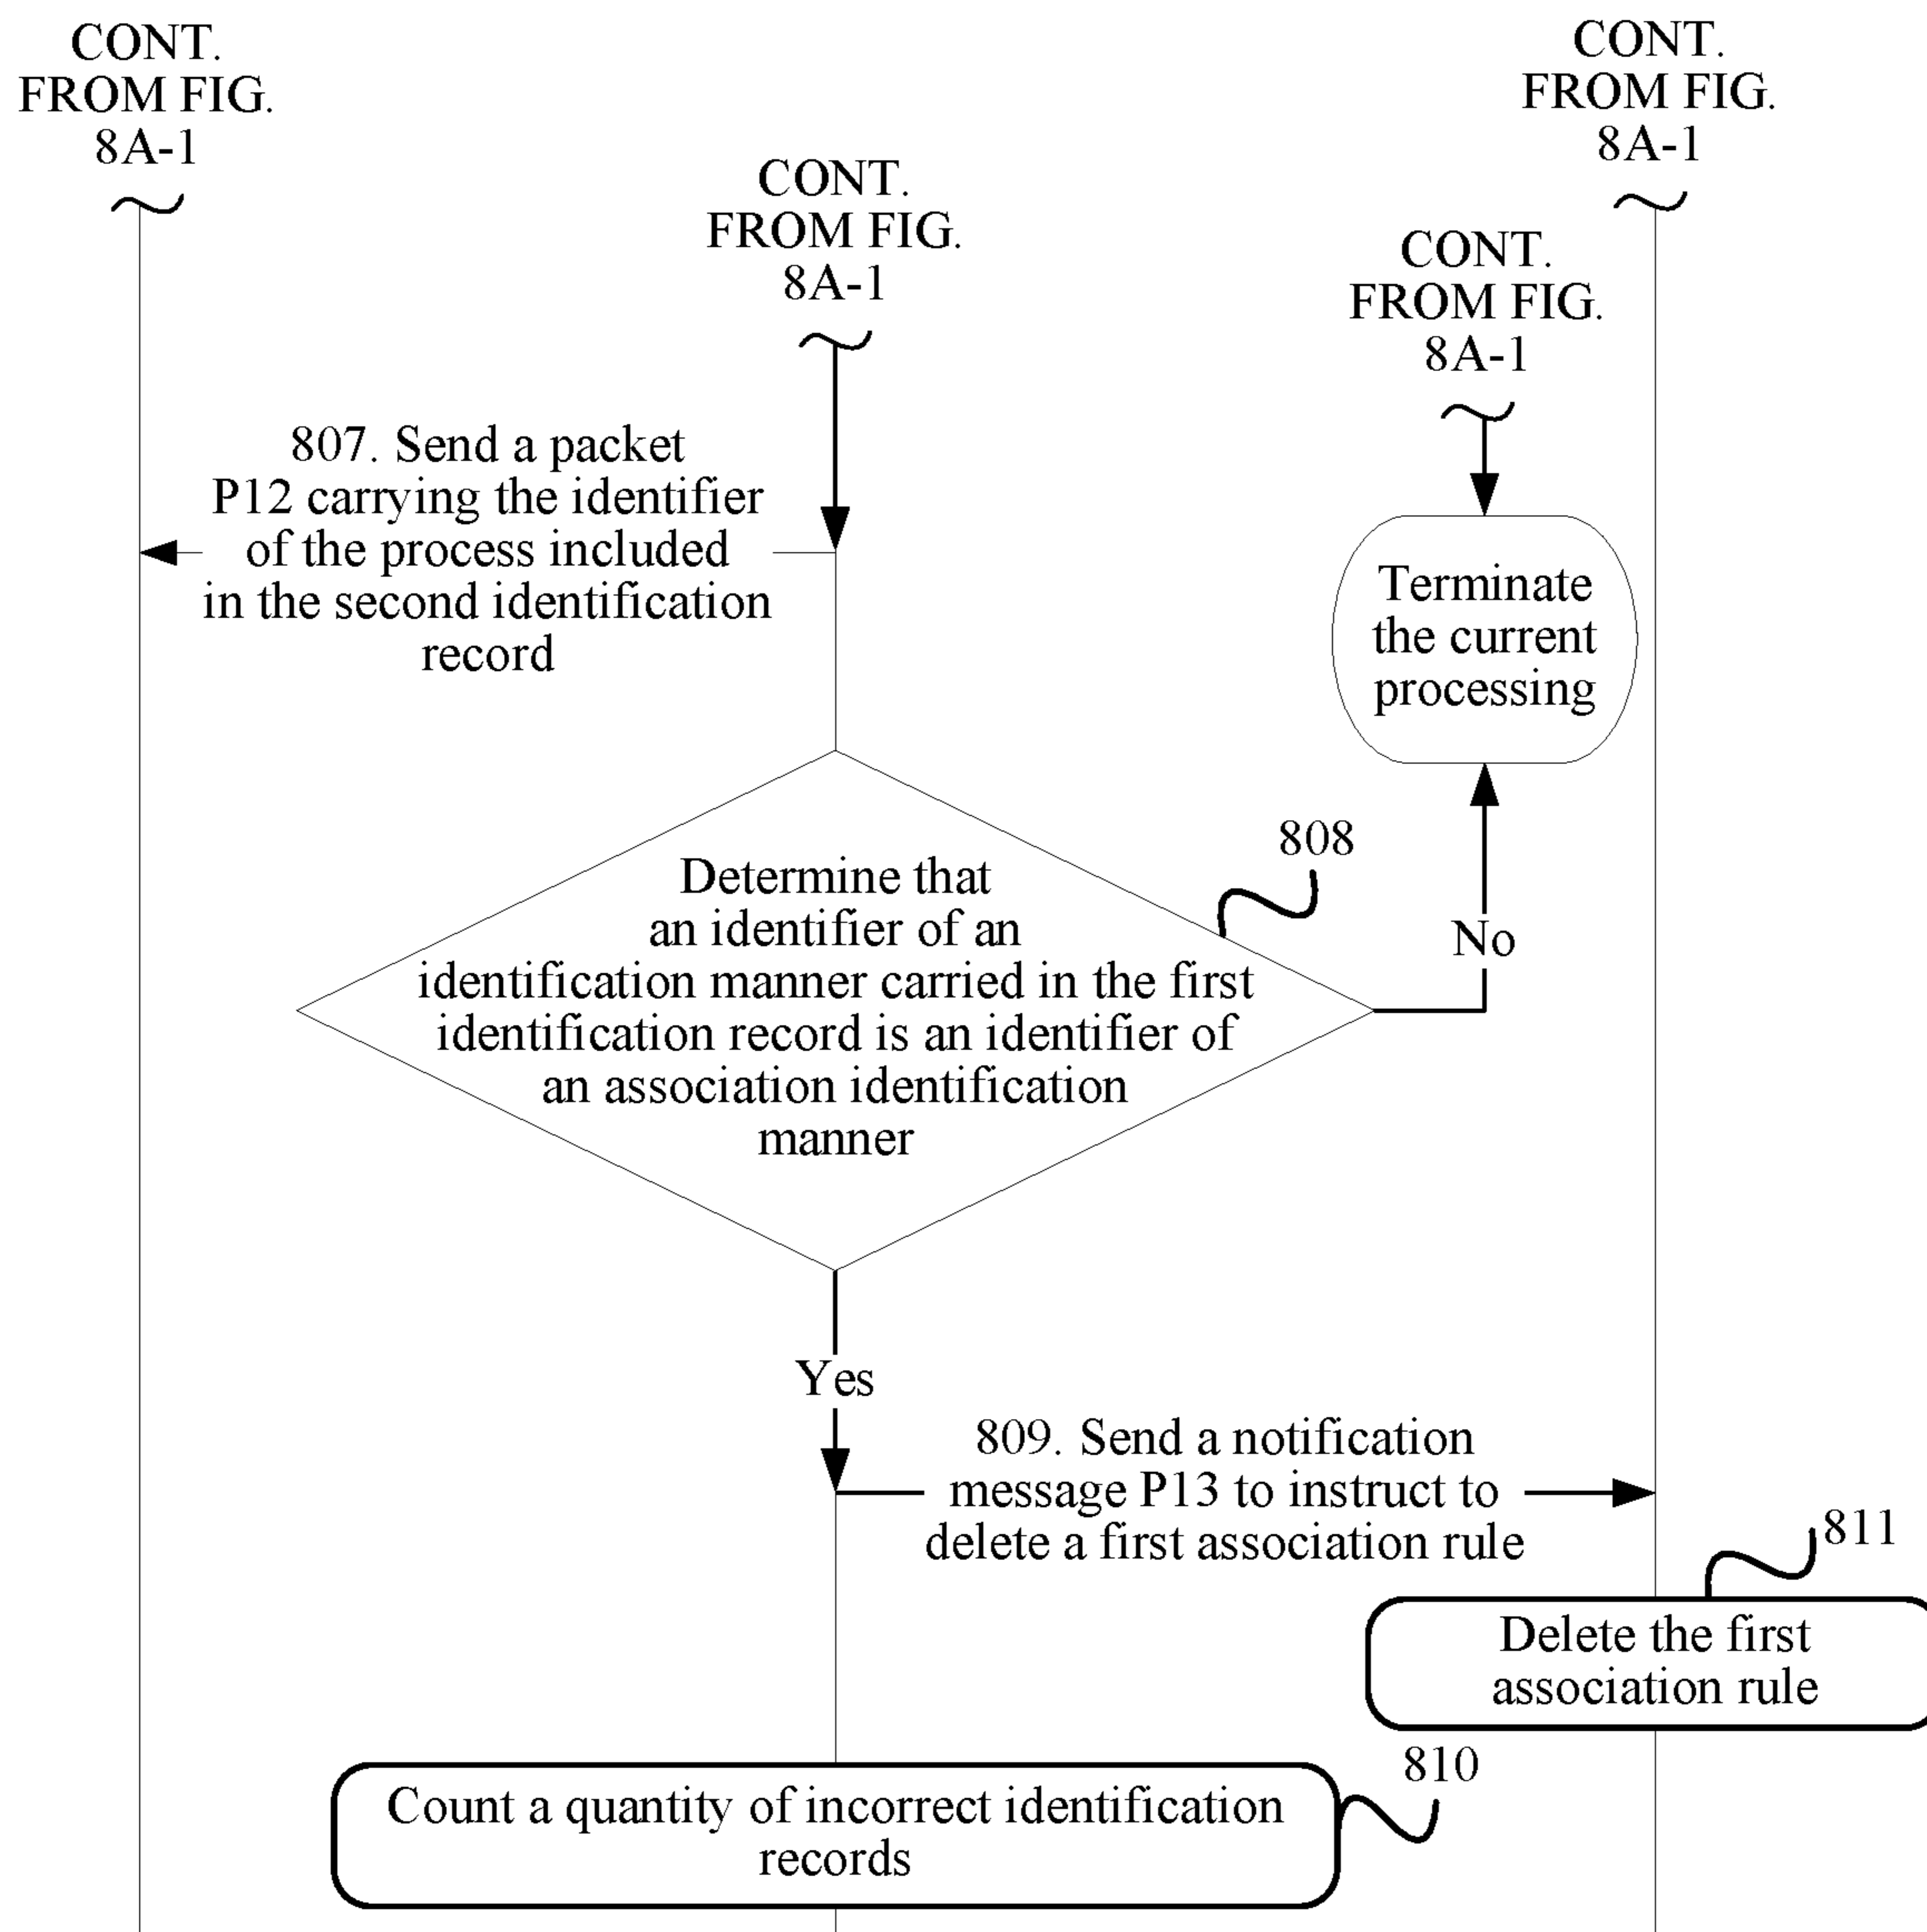 CONT.
FROM FIG.
8A-1
CONT.
FROM FIG.
8A-1
CONT.
FROM FIG.
8A-1
CONT.
FROM FIG.
8A-1
807. Send a packet
P12 carrying the identifier
of the process included
in the second identification
record
Terminate
the current
processing
808
Determine that
an identifier of an
identification manner carried in the first
identification record is an identifier of
an association identification
manner
No
Yes
809. Send a notification
message P13 to instruct to
delete a first association rule
811
Delete the first
association rule
810
Count a quantity of incorrect identification
records